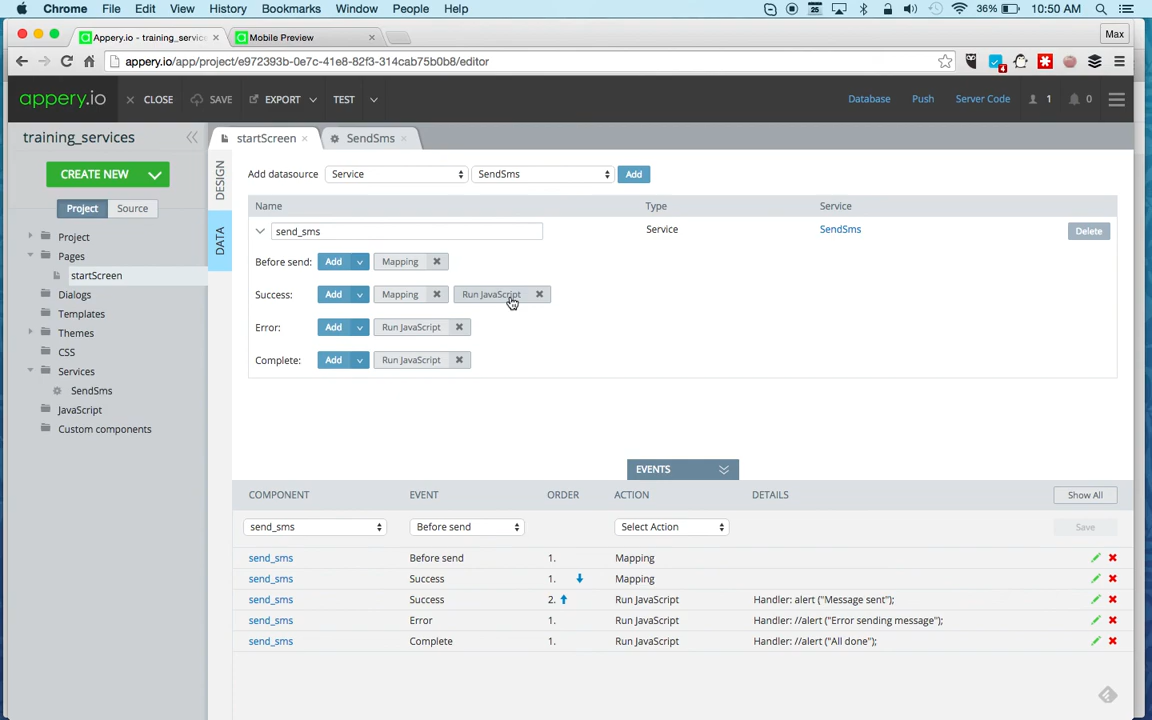 Chrome File Edit View History Bookmarks Window People Help 25 36% 10:50 AM
Appery.io - training_service Mobile Preview Max
appery.io/app/project/e972393b-0e7c-41e8-82f3-314cab75b0b8/editor 4
appery.io CLOSE SAVE EXPORT TEST Database Push Server Code 1 0
training_services startScreen SendSms
CREATE NEW
Project Source
Project
Pages
startScreen
Dialogs
Templates
Themes
CSS
Services
SendSms
JavaScript
Custom components
DESIGN
DATA
Add datasource Service SendSms Add
Name Type Service
send_sms Service SendSms Delete
Before send: Add Mapping
Success: Add Mapping Run JavaScript
Error: Add Run JavaScript
Complete: Add Run JavaScript
EVENTS
COMPONENT EVENT ORDER ACTION DETAILS Show All
send_sms Before send Select Action Save
send_sms Before send 1. Mapping
send_sms Success 1. Mapping
send_sms Success 2. Run JavaScript Handler: alert ("Message sent");
send_sms Error 1. Run JavaScript Handler: //alert ("Error sending message");
send_sms Complete 1. Run JavaScript Handler: //alert ("All done");